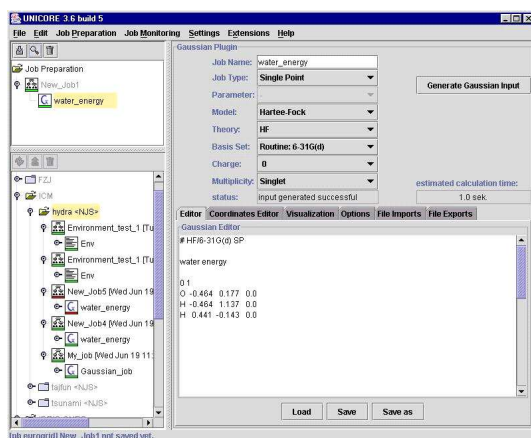 UNICORE 3.6 build 5
File Edit Job Preparation Job Monitoring Settings Extensions Help
Job Preparation
New_Job1
water_energy
FZJ
ICM
hydra <NJS>
Environment_test_1 [Tu
Env
Environment_test_1 [Tu
Env
New_Job5 [Wed Jun 19
water_energy
New_Job4 [Wed Jun 19
water_energy
My_job [Wed Jun 19 11:
Gaussian_job
tajfun <NJS>
tsunami <NJS>
Gaussian Plugin
Job Name: water_energy
Job Type: Single Point
Parameter:
Model: Hartee-Fock
Theory: HF
Basis Set: Routine: 6-31G(d)
Charge: 0
Multiplicity: Singlet
status: input generated successful
Generate Gaussian Input
estimated calculation time:
1.0 sek.
Editor Coordinates Editor Visualization Options File Imports File Exports
Gaussian Editor
# HF/6-31G(d) SP
water energy
0 1
O -0.464 0.177 0.0
H -0.464 1.137 0.0
H 0.441 -0.143 0.0
Load Save Save as
Job eurogrid] New_Job1 not saved yet.